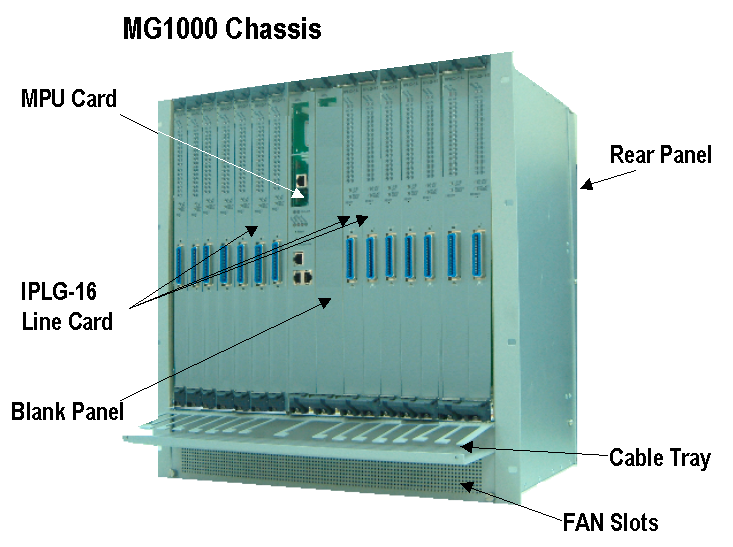 MG1000 Chassis
MPU Card
Rear Panel
IPLG-16
Line Card
Blank Panel
Cable Tray
FAN Slots